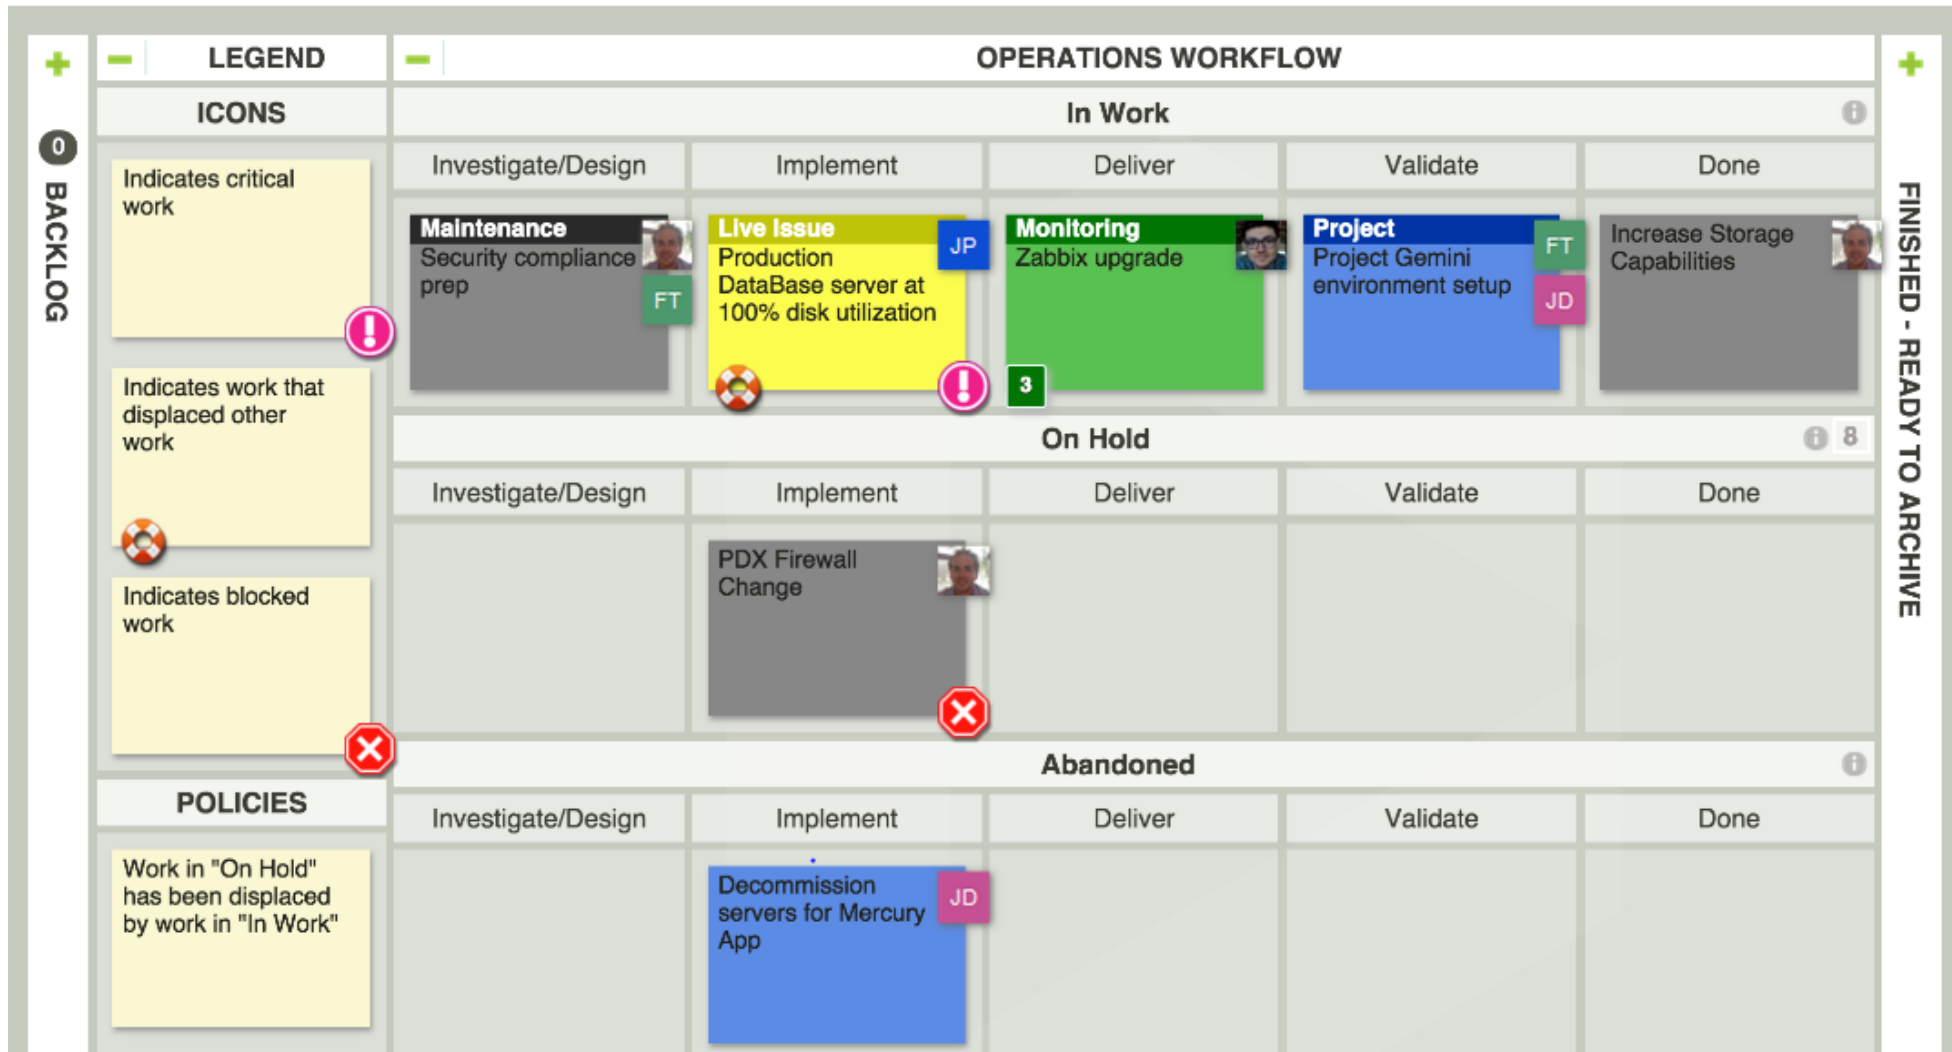 LEGEND
OPERATIONS WORKFLOW
0
BACKLOG
ICONS
Indicates critical
work
Indicates work that
displaced other
work
Indicates blocked
work
POLICIES
Work in "On Hold"
has been displaced
by work in "In Work"
In Work
Investigate/Design
Implement
Deliver
Validate
Done
Maintenance
Security compliance
prep
FT
Live Issue
Production
DataBase server at
100% disk utilization
JP
Monitoring
Zabbix upgrade
3
Project
Project Gemini
environment setup
FT
JD
Increase Storage
Capabilities
On Hold
8
Investigate/Design
Implement
Deliver
Validate
Done
PDX Firewall
Change
Abandoned
Investigate/Design
Implement
Deliver
Validate
Done
Decommission
servers for Mercury
App
JD
FINISHED - READY TO ARCHIVE